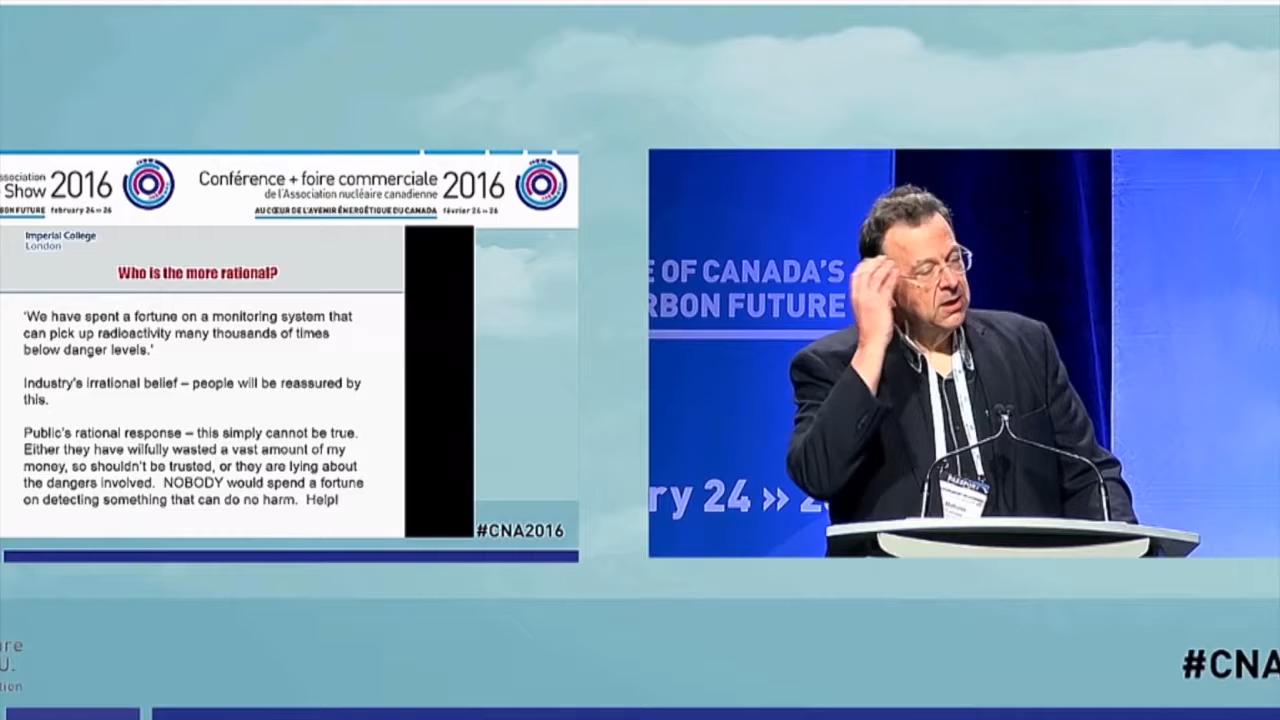 ssociation
Show 2016
BON FUTURE february 24 » 26
Conférence + foire commerciale 2016
de l'Association nucléaire canadienne
AU CŒUR DE L'AVENIR ÉNERGÉTIQUE DU CANADA février 24 » 26
Imperial College
London
Who is the more rational?
'We have spent a fortune on a monitoring system that
can pick up radioactivity many thousands of times
below danger levels.'
Industry's irrational belief – people will be reassured by
this.
Public's rational response – this simply cannot be true.
Either they have wilfully wasted a vast amount of my
money, so shouldn't be trusted, or they are lying about
the dangers involved. NOBODY would spend a fortune
on detecting something that can do no harm. Help!
#CNA2016
E OF CANADA'S
RBON FUTURE
ry 24 » 2
ure
U.
tion
#CNA